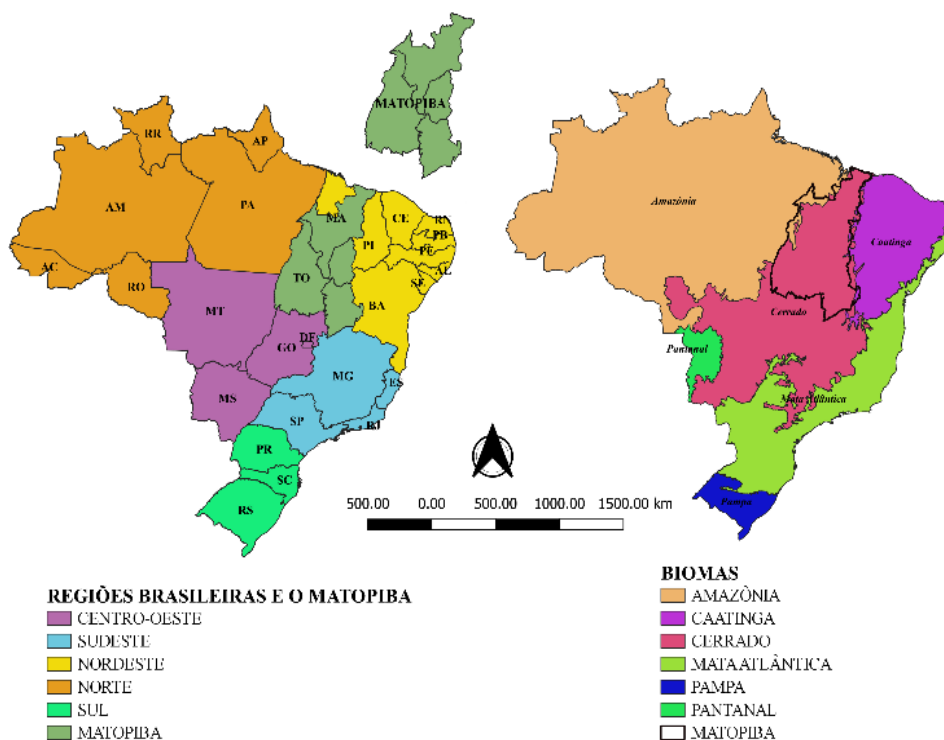 MATOPIBA
RR
AP
AM
PA
MA
CE
RN
PB
PI
PE
AL
SE
AC
RO
TO
BA
MT
DF
GO
MG
ES
MS
SP
RJ
PR
SC
RS
Amazônia
Caatinga
Cerrado
Pantanal
Mata Atlântica
Pampa
500.00 0.00 500.00 1000.00 1500.00 km
REGIÕES BRASILEIRAS E O MATOPIBA
CENTRO-OESTE
SUDESTE
NORDESTE
NORTE
SUL
MATOPIBA
BIOMAS
AMAZÔNIA
CAATINGA
CERRADO
MATA ATLÂNTICA
PAMPA
PANTANAL
MATOPIBA